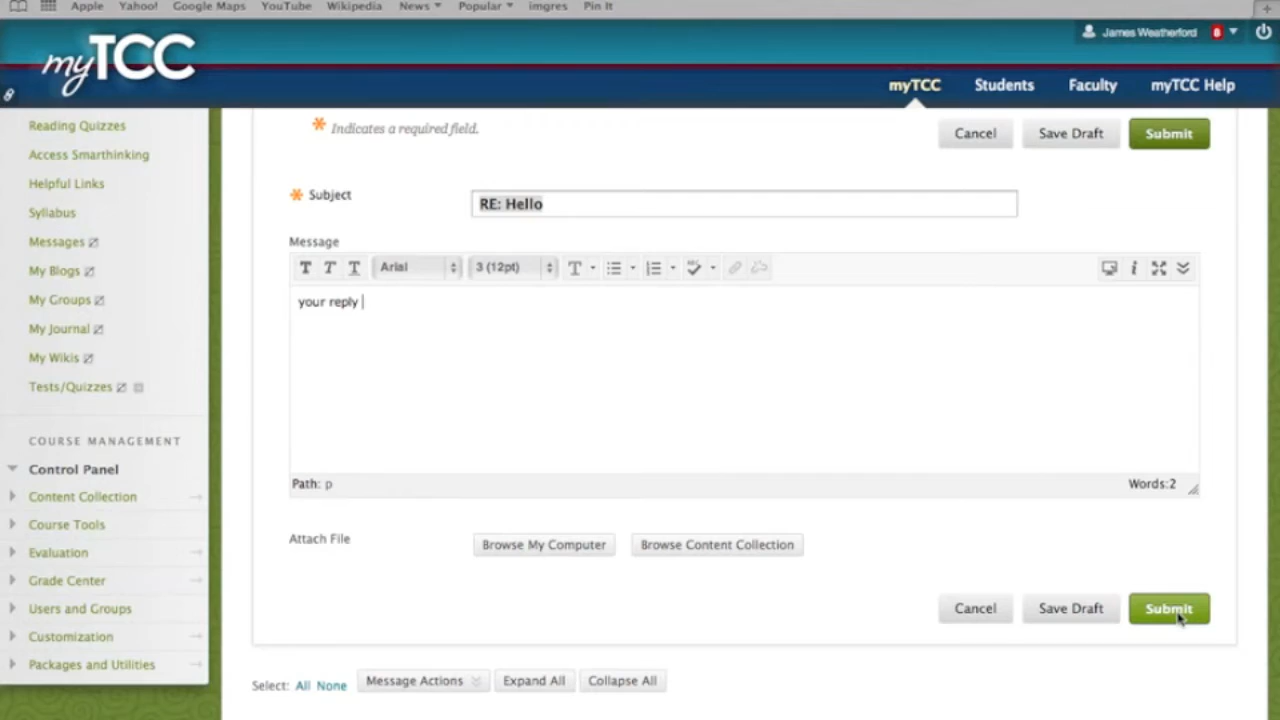 Apple Yahoo! Google Maps YouTube Wikipedia News Popular imgres Pin It
James Weatherford 8
myTCC
myTCC Students Faculty myTCC Help
Reading Quizzes
Access Smarthinking
Helpful Links
Syllabus
Messages
My Blogs
My Groups
My Journal
My Wikis
Tests/Quizzes
COURSE MANAGEMENT
Control Panel
Content Collection
Course Tools
Evaluation
Grade Center
Users and Groups
Customization
Packages and Utilities
* Indicates a required field.
Cancel Save Draft Submit
* Subject RE: Hello
Message
T T T Arial 3 (12pt) T
your reply
Path: p Words:2
Attach File Browse My Computer Browse Content Collection
Cancel Save Draft Submit
Select: All None Message Actions Expand All Collapse All